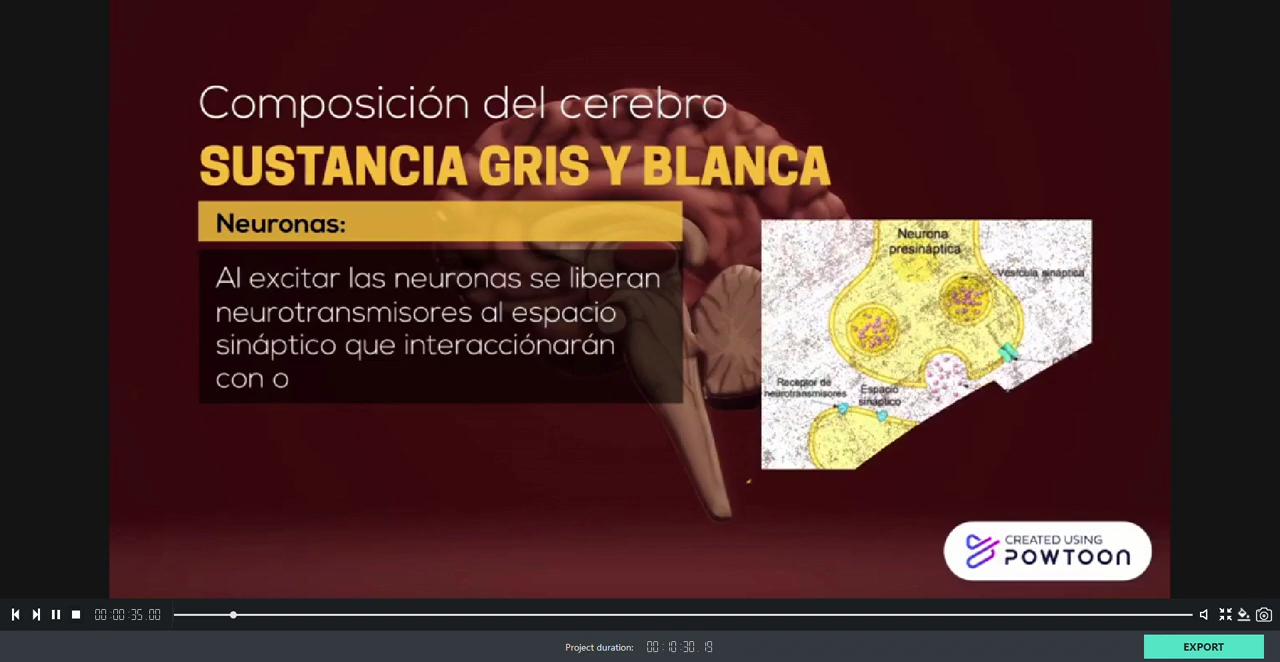 Composición del cerebro
SUSTANCIA GRIS Y BLANCA
Neuronas:
Al excitar las neuronas se liberan
neurotransmisores al espacio
sináptico que interacciónarán
con o
Neurona
presináptica
Vesícula sináptica
Receptor de
neurotransmisores
Espacio
sináptico
CREATED USING
POWTOON
00:00:35.00
Project duration: 00:10:30.19
EXPORT